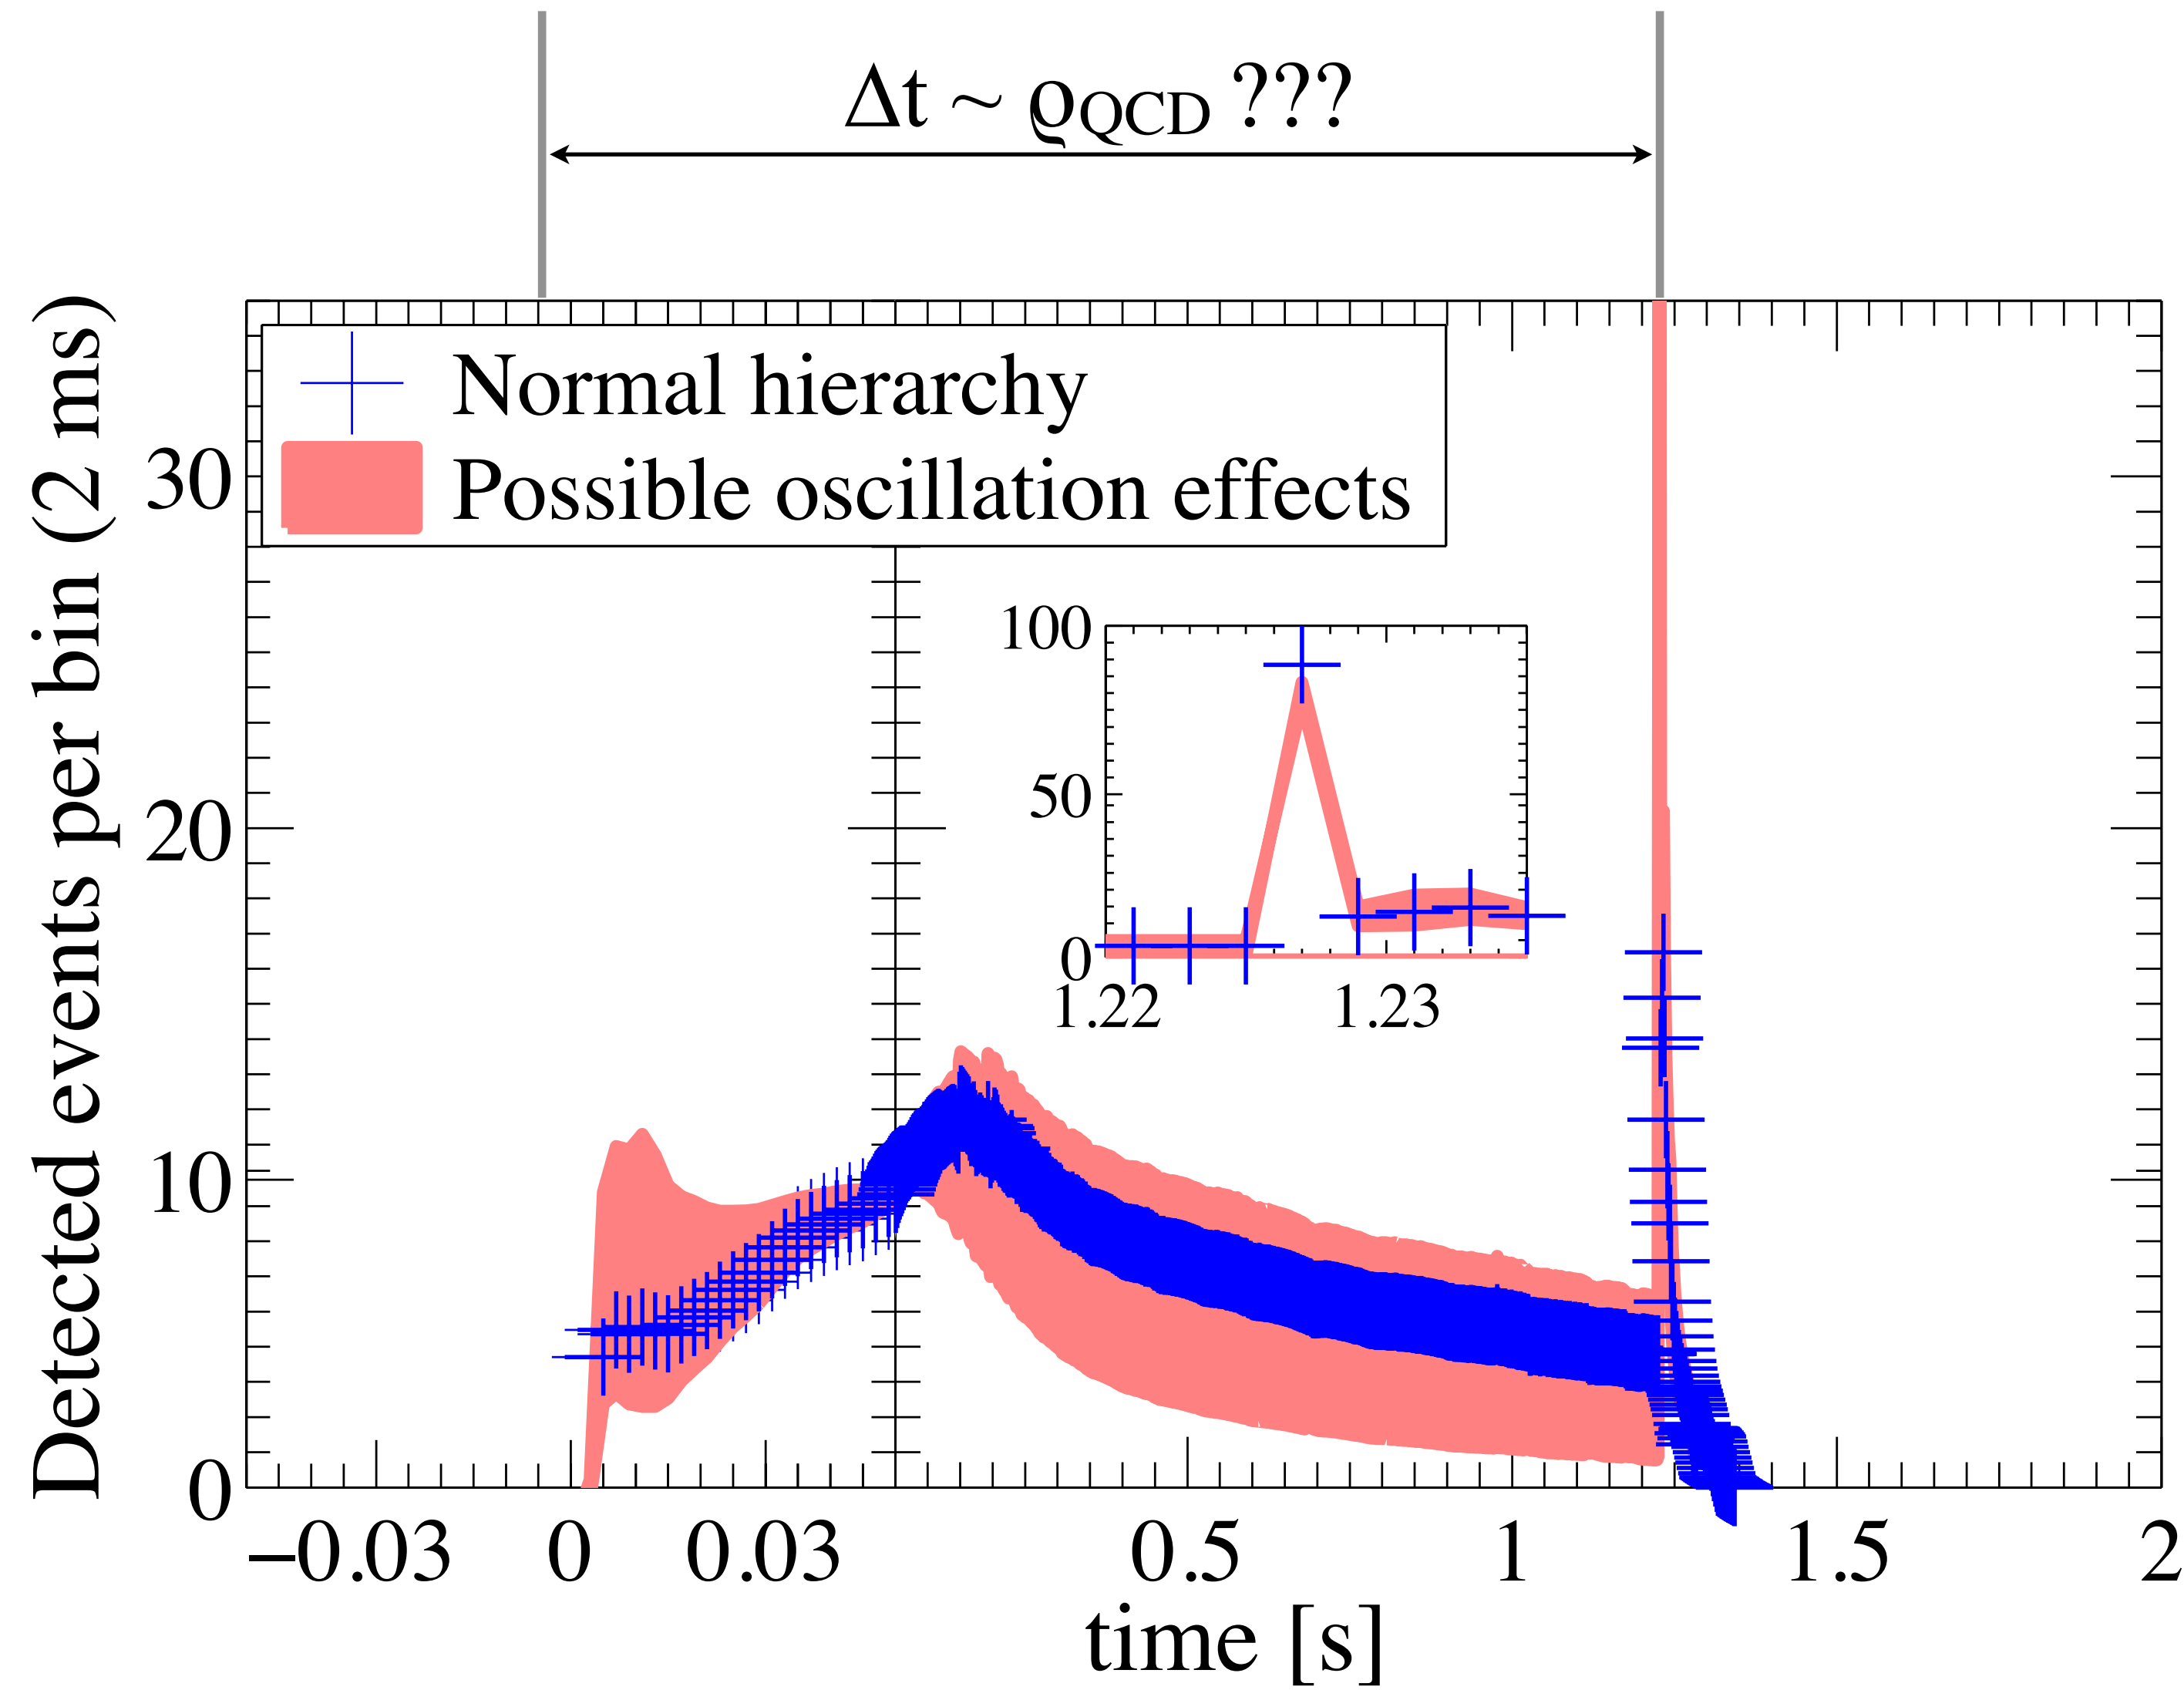 Δt ~ ϱQCD ???
Detected events per bin (2 ms)
Normal hierarchy
Possible oscillation effects
30
20
10
0
100
50
0
1.22 1.23
−0.03 0 0.03 0.5 1 1.5 2
time [s]